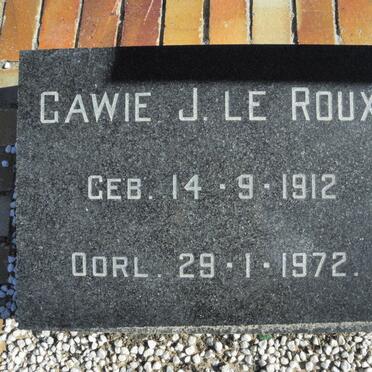 GAWIE J. LE ROUX
GEB. 14 · 9 · 1912
OORL. 29 · 1 · 1972.